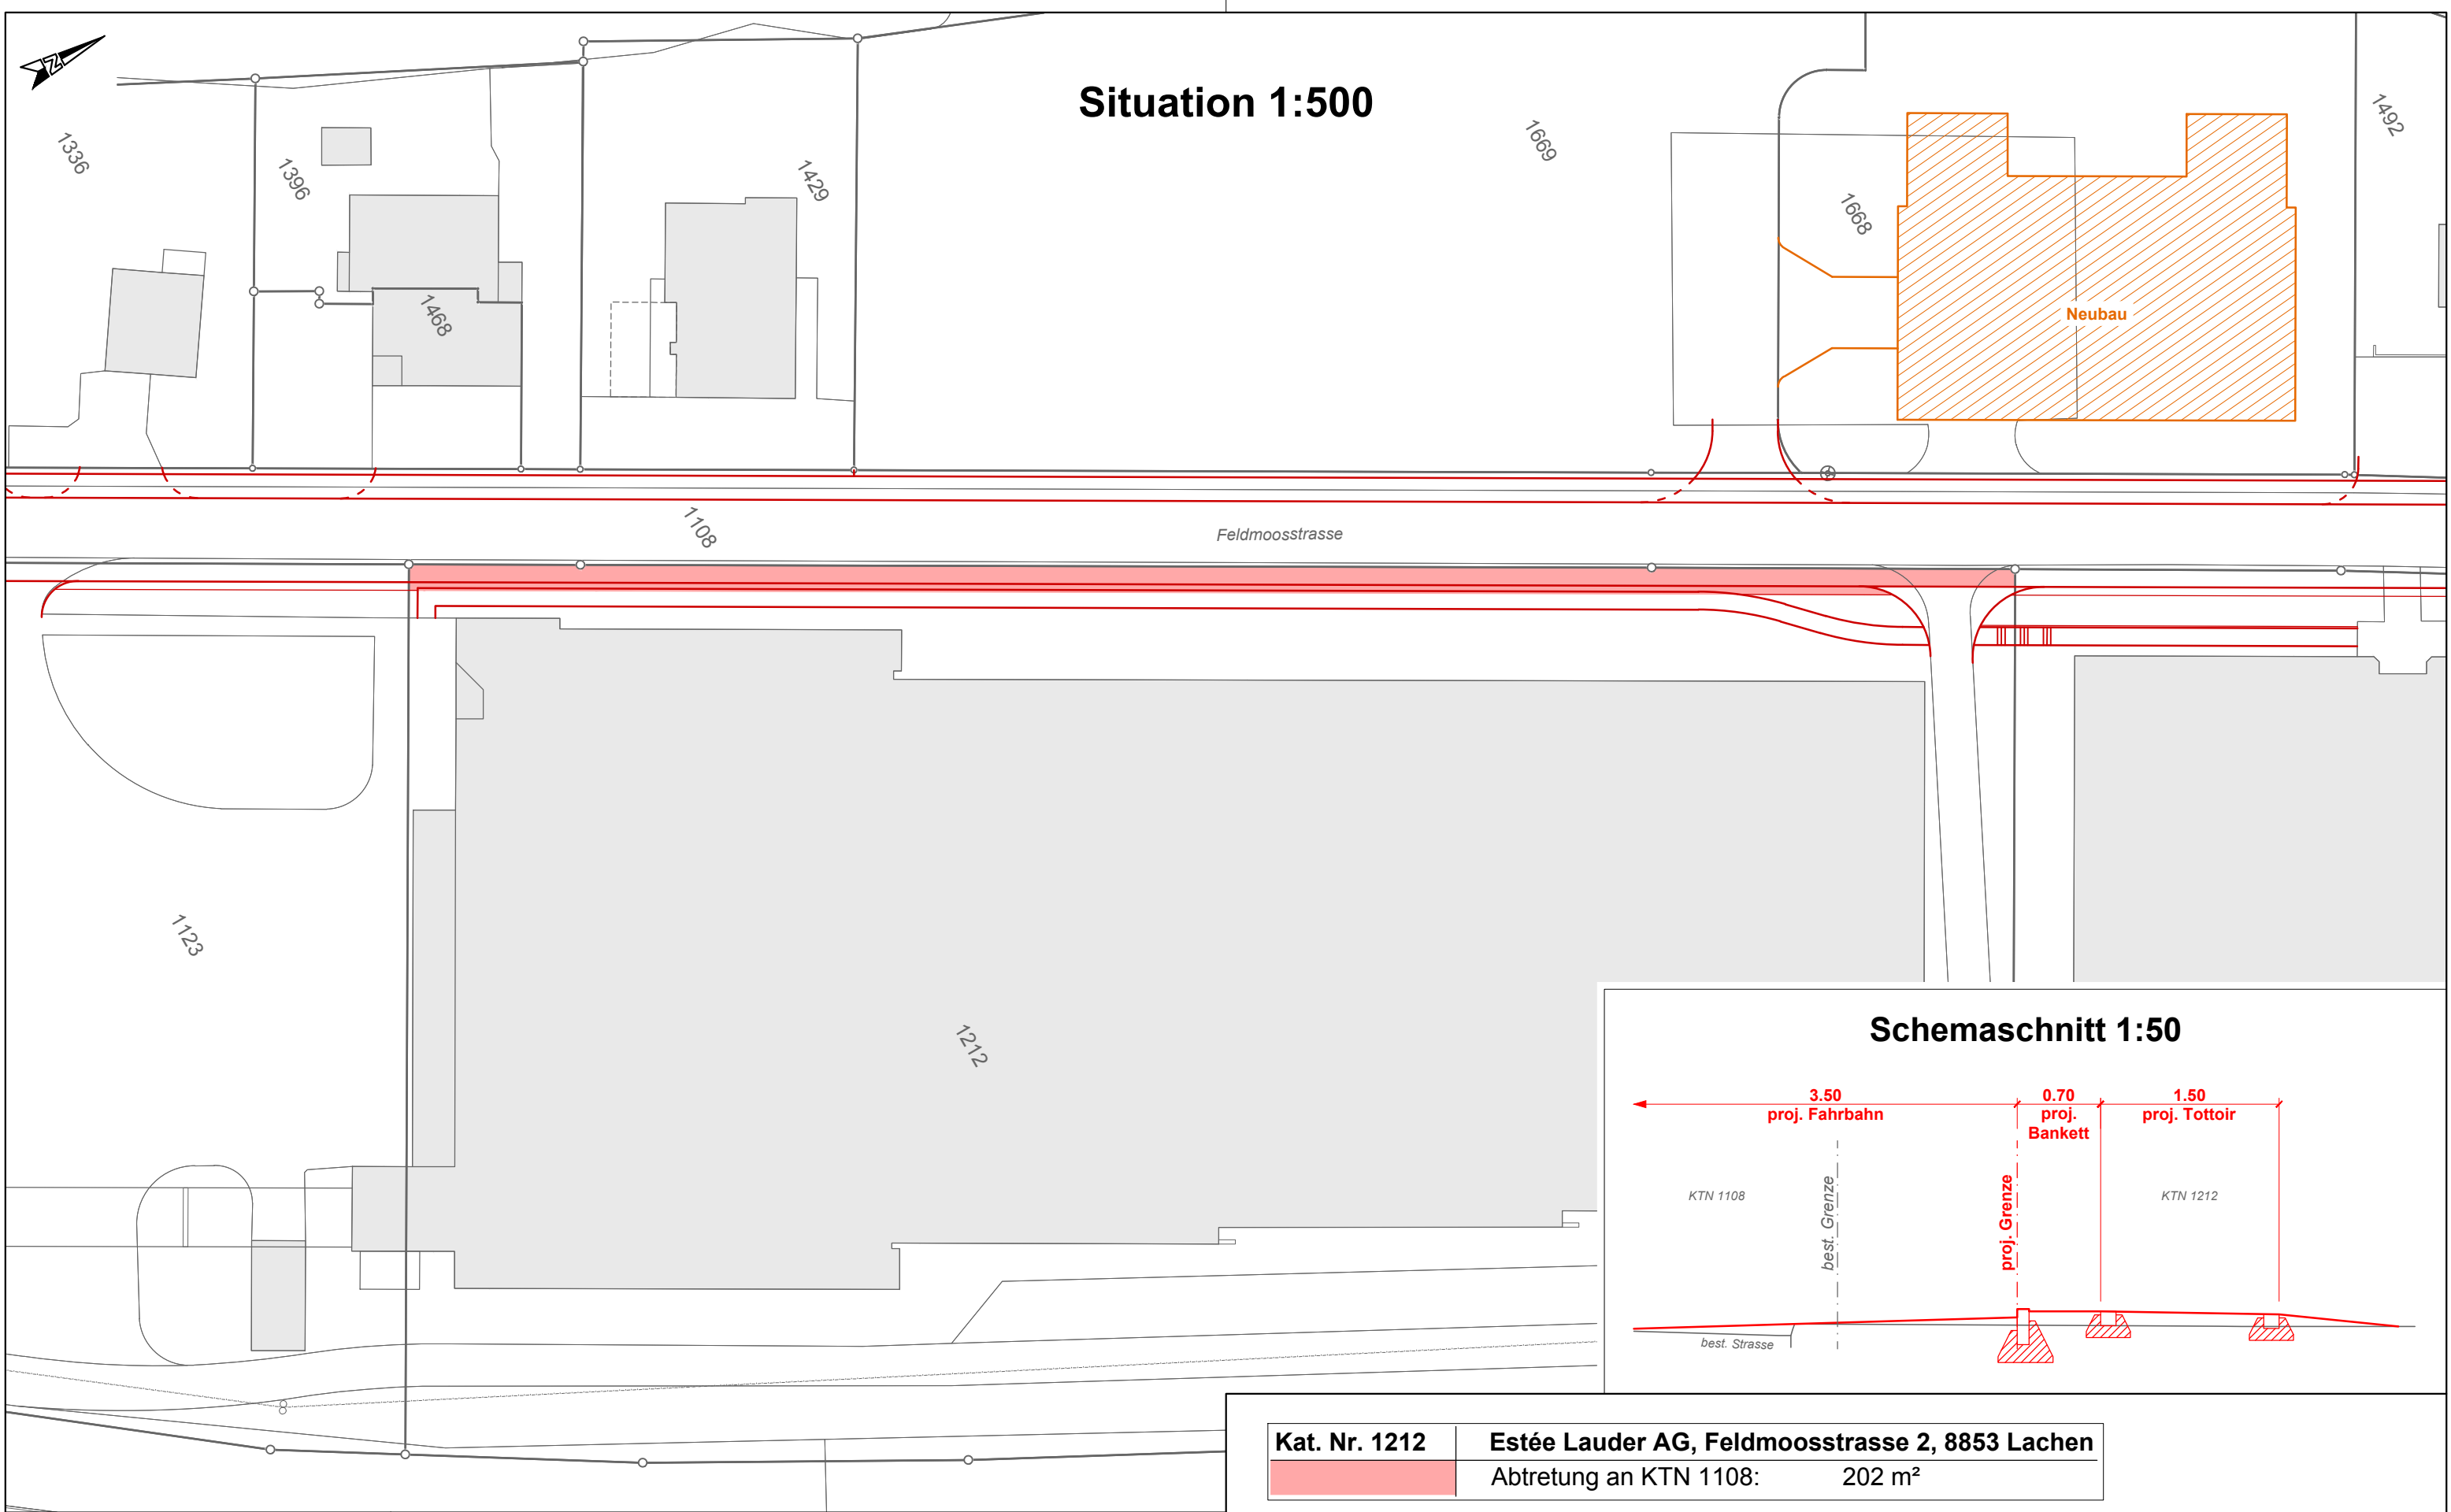 N
Situation 1:500
1336
1396
1468
1429
1669
1668
1492
Neubau
1108
Feldmoosstrasse
1123
1212
Schemaschnitt 1:50
3.50
proj. Fahrbahn
0.70
proj.
Bankett
1.50
proj. Tottoir
KTN 1108
best. Grenze
proj. Grenze
KTN 1212
best. Strasse
Kat. Nr. 1212
Estée Lauder AG, Feldmoosstrasse 2, 8853 Lachen
Abtretung an KTN 1108: 202 m²